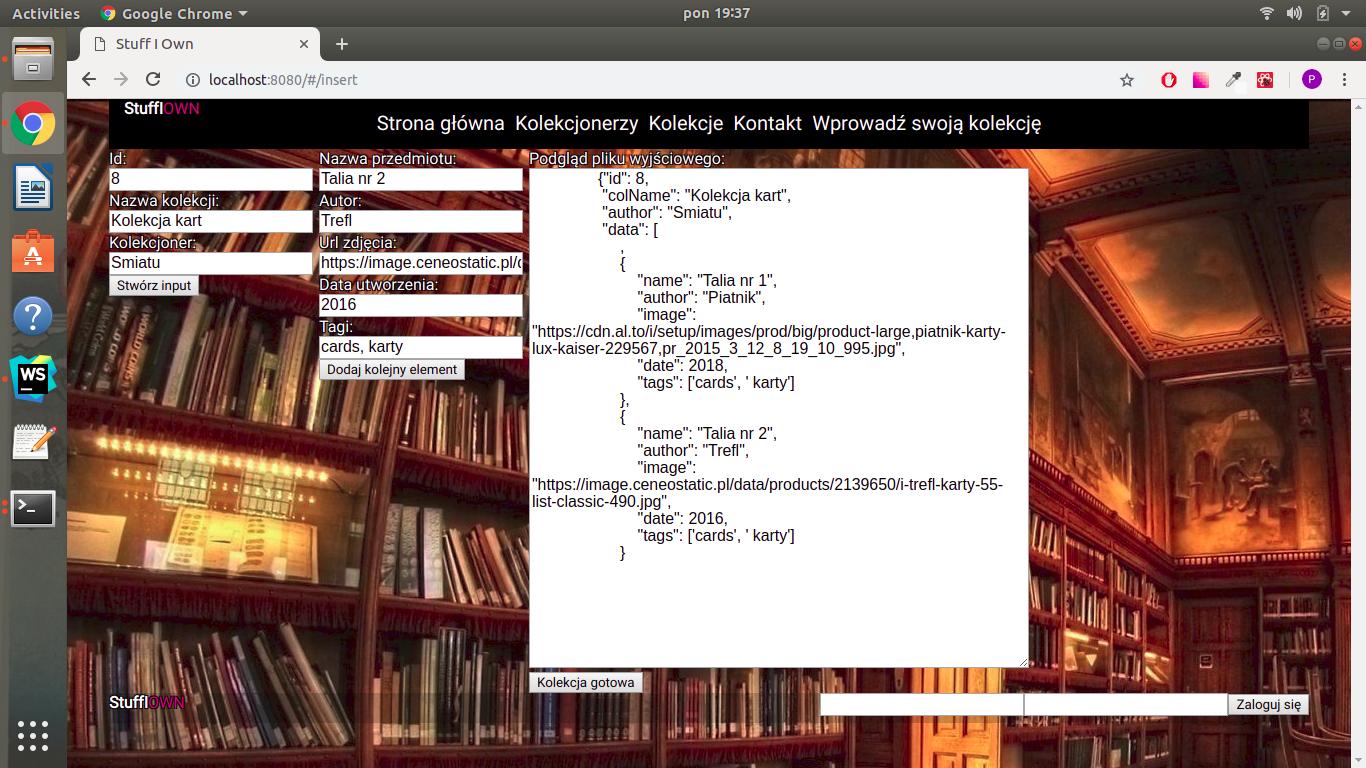 Activities Google Chrome pon 19:37
Stuff I Own
localhost:8080/#/insert P
StuffIOWN
Strona główna Kolekcjonerzy Kolekcje Kontakt Wprowadź swoją kolekcję
Id:
8
Nazwa kolekcji:
Kolekcja kart
Kolekcjoner:
Smiatu
Stwórz input
Nazwa przedmiotu:
Talia nr 2
Autor:
Trefl
Url zdjęcia:
https://image.ceneostatic.pl/c
Data utworzenia:
2016
Tagi:
cards, karty
Dodaj kolejny element
Podgląd pliku wyjściowego:
{"id": 8,
"colName": "Kolekcja kart",
"author": "Smiatu",
"data": [
,
{
"name": "Talia nr 1",
"author": "Piatnik",
"image":
"https://cdn.al.to/i/setup/images/prod/big/product-large,piatnik-karty-
lux-kaiser-229567,pr_2015_3_12_8_19_10_995.jpg",
"date": 2018,
"tags": ['cards', ' karty']
},
{
"name": "Talia nr 2",
"author": "Trefl",
"image":
"https://image.ceneostatic.pl/data/products/2139650/i-trefl-karty-55-
list-classic-490.jpg",
"date": 2016,
"tags": ['cards', ' karty']
}
Kolekcja gotowa
StuffIOWN
Zaloguj się
WS